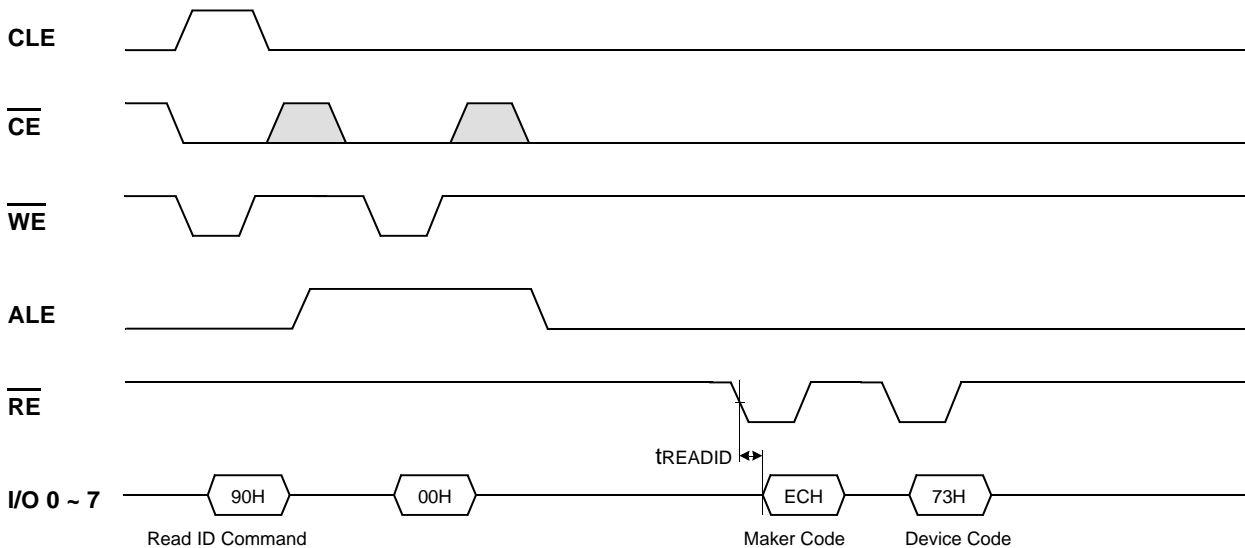 CLE
CE
WE
ALE
RE
tREADID
I/O 0 ~ 7
90H
00H
ECH
73H
Read ID Command
Maker Code
Device Code